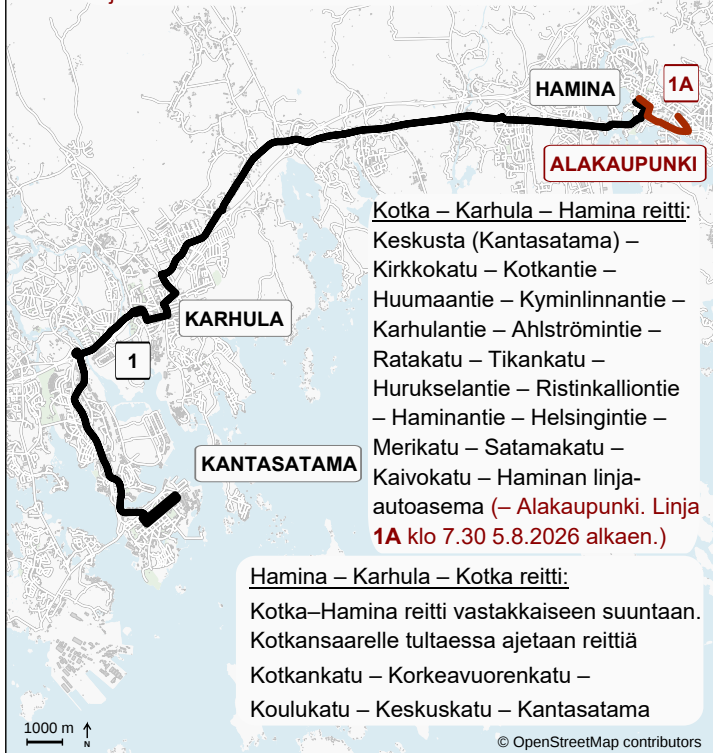 HAMINA
1A
ALAKAUPUNKI
Kotka – Karhula – Hamina reitti:
Keskusta (Kantasatama) –
Kirkkokatu – Kotkantie –
Huumaantie – Kyminlinnantie –
Karhulantie – Ahlströmintie –
Ratakatu – Tikankatu –
Hurukselantie – Ristinkalliontie
– Haminantie – Helsingintie –
Merikatu – Satamakatu –
Kaivokatu – Haminan linja-
autoasema (– Alakaupunki. Linja
1A klo 7.30 5.8.2026 alkaen.)
KARHULA
1
KANTASATAMA
Hamina – Karhula – Kotka reitti:
Kotka–Hamina reitti vastakkaiseen suuntaan.
Kotkansaarelle tultaessa ajetaan reittiä
Kotkankatu – Korkeavuorenkatu –
Koulukatu – Keskuskatu – Kantasatama
1000 m
N
© OpenStreetMap contributors